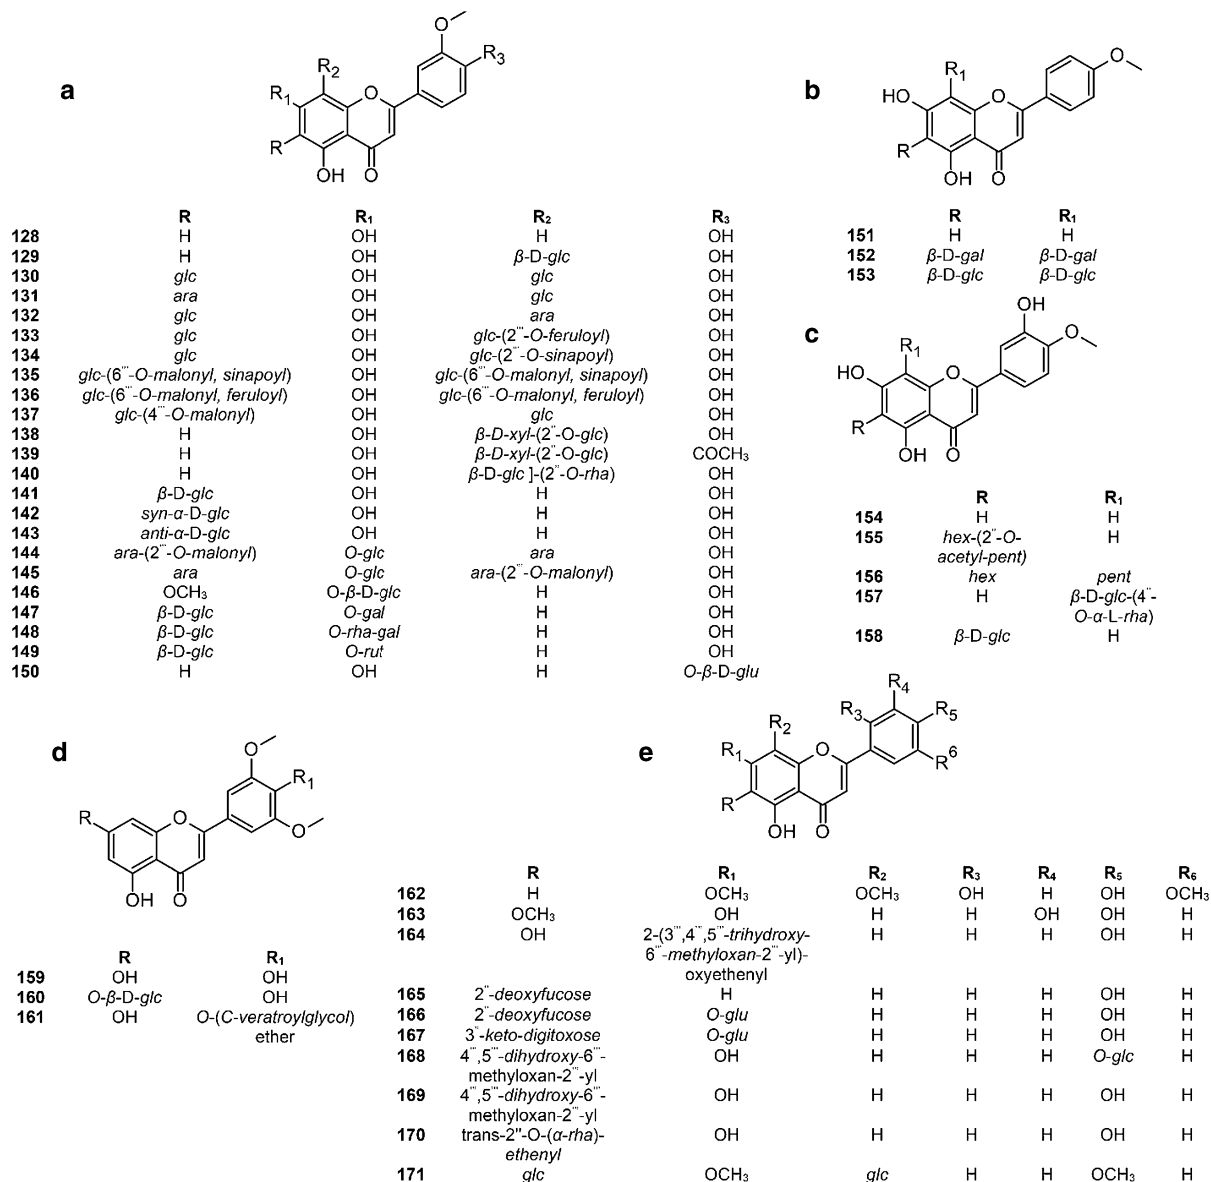 a
O
R2
R3
R1
O
R
OH
O
R R1 R2 R3
128 H OH H OH
129 H OH β-D-glc OH
130 glc OH glc OH
131 ara OH glc OH
132 glc OH ara OH
133 glc OH glc-(2'''-O-feruloyl) OH
134 glc OH glc-(2'''-O-sinapoyl) OH
135 glc-(6'''-O-malonyl, sinapoyl) OH glc-(6'''-O-malonyl, sinapoyl) OH
136 glc-(6'''-O-malonyl, feruloyl) OH glc-(6'''-O-malonyl, feruloyl) OH
137 glc-(4'''-O-malonyl) OH glc OH
138 H OH β-D-xyl-(2''-O-glc) OH
139 H OH β-D-xyl-(2''-O-glc) COCH3
140 H OH β-D-glc ]-(2''-O-rha) OH
141 β-D-glc OH H OH
142 syn-α-D-glc OH H OH
143 anti-α-D-glc OH H OH
144 ara-(2'''-O-malonyl) O-glc ara OH
145 ara O-glc ara-(2'''-O-malonyl) OH
146 OCH3 O-β-D-glc H OH
147 β-D-glc O-gal H OH
148 β-D-glc O-rha-gal H OH
149 β-D-glc O-rut H OH
150 H OH H O-β-D-glu
b
O
R1
HO
O
R
OH
O
R R1
151 H H
152 β-D-gal β-D-gal
153 β-D-glc β-D-glc
c
OH
O
R1
HO
O
R
OH
O
R R1
154 H H
155 hex-(2''-O- H
acetyl-pent)
156 hex pent
157 H β-D-glc-(4''-
O-α-L-rha)
158 β-D-glc H
d
O
R1
R
O
O
OH
O
R R1
159 OH OH
160 O-β-D-glc OH
161 OH O-(C-veratroylglycol)
ether
e
R4
R3
R5
R2
R1
O
R6
R
OH
O
R R1 R2 R3 R4 R5 R6
162 H OCH3 OCH3 OH H OH OCH3
163 OCH3 OH H H OH OH H
164 OH 2-(3''',4''',5'''-trihydroxy- H H H OH H
6'''-methyloxan-2'''-yl)-
oxyethenyl
165 2''-deoxyfucose H H H H OH H
166 2''-deoxyfucose O-glu H H H OH H
167 3''-keto-digitoxose O-glu H H H OH H
168 4''',5'''-dihydroxy-6'''- OH H H H O-glc H
methyloxan-2'''-yl
169 4''',5'''-dihydroxy-6'''- OH H H H OH H
methyloxan-2'''-yl
170 trans-2''-O-(α-rha)- OH H H H OH H
ethenyl
171 glc OCH3 glc H H OCH3 H